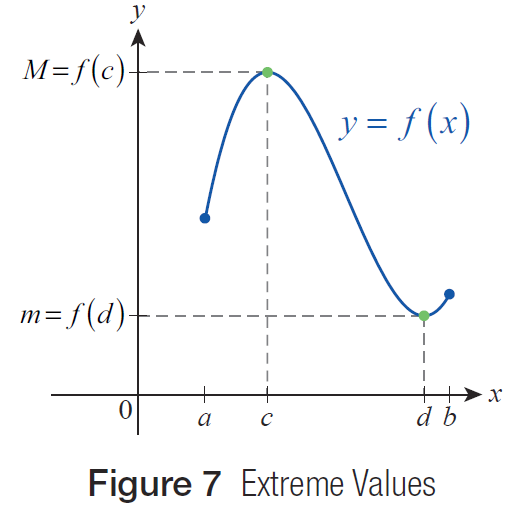 y
M=f(c)
y = f(x)
m=f(d)
x
0
a c d b
Figure 7 Extreme Values